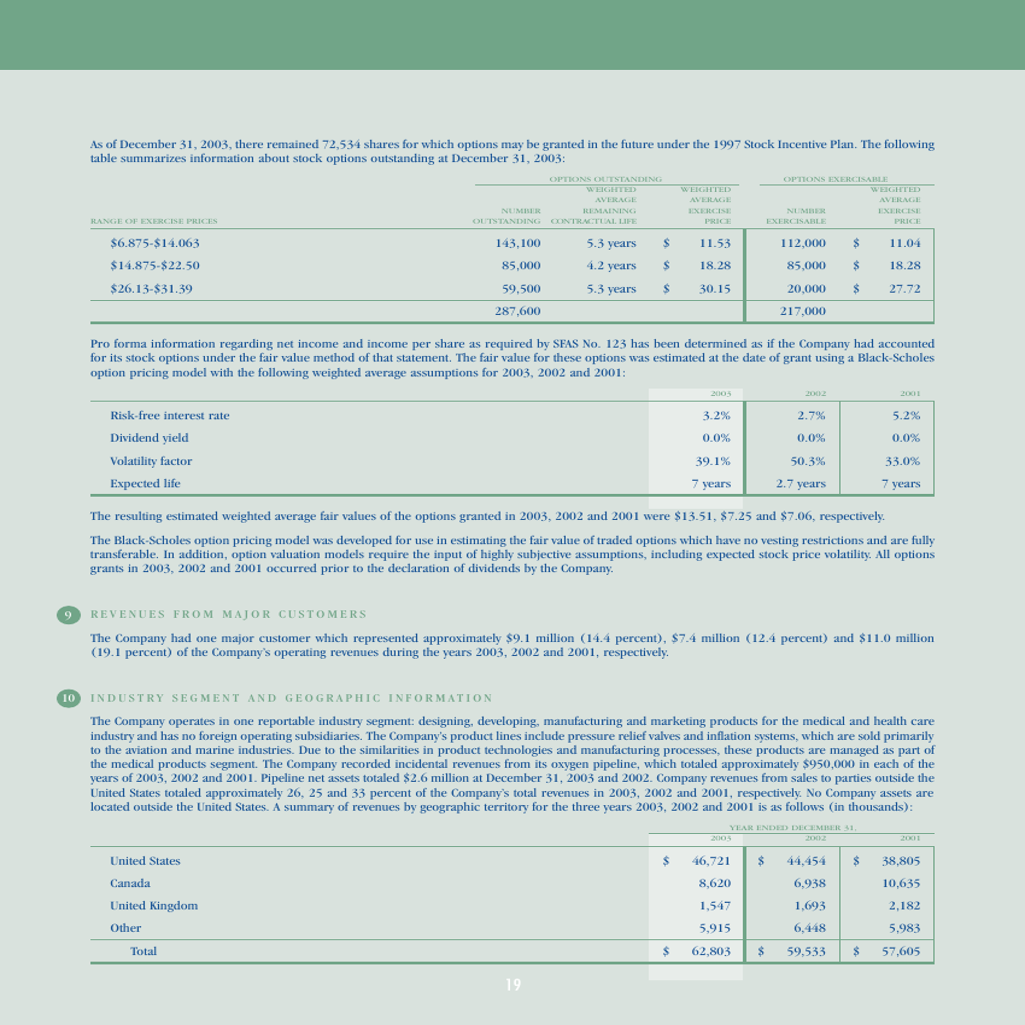 As of December 31, 2003, there remained 72,534 shares for which options may be granted in the future under the 1997 Stock Incentive Plan. The following
table summarizes information about stock options outstanding at December 31, 2003:
OPTIONS OUTSTANDING OPTIONS EXERCISABLE
WEIGHTED WEIGHTED WEIGHTED
AVERAGE AVERAGE AVERAGE
NUMBER REMAINING EXERCISE NUMBER EXERCISE
RANGE OF EXERCISE PRICES OUTSTANDING CONTRACTUAL LIFE PRICE EXERCISABLE PRICE
$6.875-$14.063 143,100 5.3 years $ 11.53 112,000 $ 11.04
$14.875-$22.50 85,000 4.2 years $ 18.28 85,000 $ 18.28
$26.13-$31.39 59,500 5.3 years $ 30.15 20,000 $ 27.72
287,600 217,000
Pro forma information regarding net income and income per share as required by SFAS No. 123 has been determined as if the Company had accounted
for its stock options under the fair value method of that statement. The fair value for these options was estimated at the date of grant using a Black-Scholes
option pricing model with the following weighted average assumptions for 2003, 2002 and 2001:
2003 2002 2001
Risk-free interest rate 3.2% 2.7% 5.2%
Dividend yield 0.0% 0.0% 0.0%
Volatility factor 39.1% 50.3% 33.0%
Expected life 7 years 2.7 years 7 years
The resulting estimated weighted average fair values of the options granted in 2003, 2002 and 2001 were $13.51, $7.25 and $7.06, respectively.
The Black-Scholes option pricing model was developed for use in estimating the fair value of traded options which have no vesting restrictions and are fully
transferable. In addition, option valuation models require the input of highly subjective assumptions, including expected stock price volatility. All options
grants in 2003, 2002 and 2001 occurred prior to the declaration of dividends by the Company.
9 REVENUES FROM MAJOR CUSTOMERS
The Company had one major customer which represented approximately $9.1 million (14.4 percent), $7.4 million (12.4 percent) and $11.0 million
(19.1 percent) of the Company's operating revenues during the years 2003, 2002 and 2001, respectively.
10 INDUSTRY SEGMENT AND GEOGRAPHIC INFORMATION
The Company operates in one reportable industry segment: designing, developing, manufacturing and marketing products for the medical and health care
industry and has no foreign operating subsidiaries. The Company's product lines include pressure relief valves and inflation systems, which are sold primarily
to the aviation and marine industries. Due to the similarities in product technologies and manufacturing processes, these products are managed as part of
the medical products segment. The Company recorded incidental revenues from its oxygen pipeline, which totaled approximately $950,000 in each of the
years of 2003, 2002 and 2001. Pipeline net assets totaled $2.6 million at December 31, 2003 and 2002. Company revenues from sales to parties outside the
United States totaled approximately 26, 25 and 33 percent of the Company's total revenues in 2003, 2002 and 2001, respectively. No Company assets are
located outside the United States. A summary of revenues by geographic territory for the three years 2003, 2002 and 2001 is as follows (in thousands):
YEAR ENDED DECEMBER 31,
2003 2002 2001
United States $ 46,721 $ 44,454 $ 38,805
Canada 8,620 6,938 10,635
United Kingdom 1,547 1,693 2,182
Other 5,915 6,448 5,983
Total $ 62,803 $ 59,533 $ 57,605
19